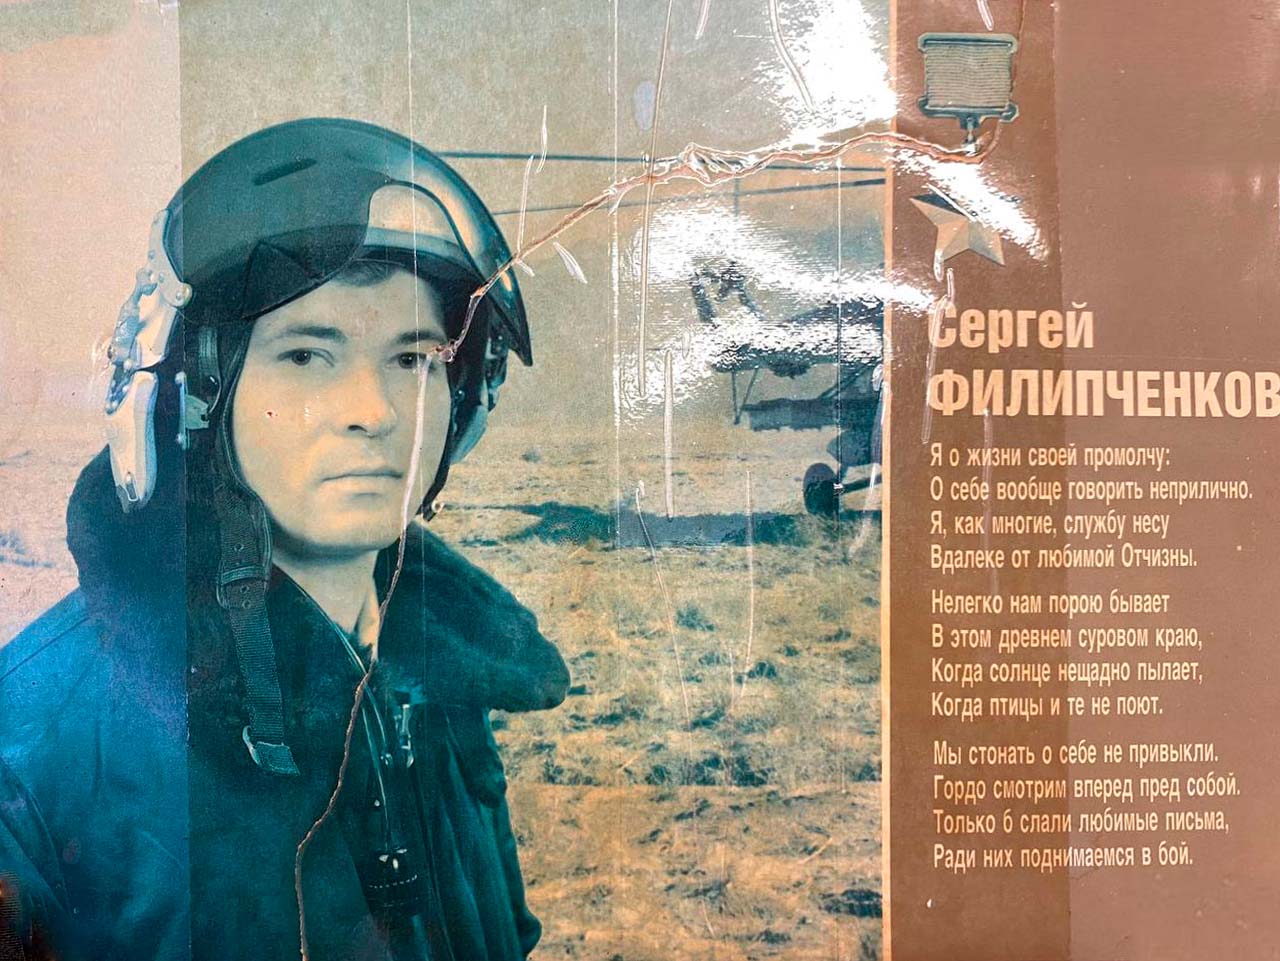 Сергей
ФИЛИПЧЕНКОВ
Я о жизни своей промолчу:
О себе вообще говорить неприлично.
Я, как многие, службу несу
Вдалеке от любимой Отчизны.
Нелегко нам порою бывает
В этом древнем суровом краю,
Когда солнце нещадно пылает,
Когда птицы и те не поют.
Мы стонать о себе не привыкли.
Гордо смотрим вперед пред собой.
Только б слали любимые письма,
Ради них поднимаемся в бой.